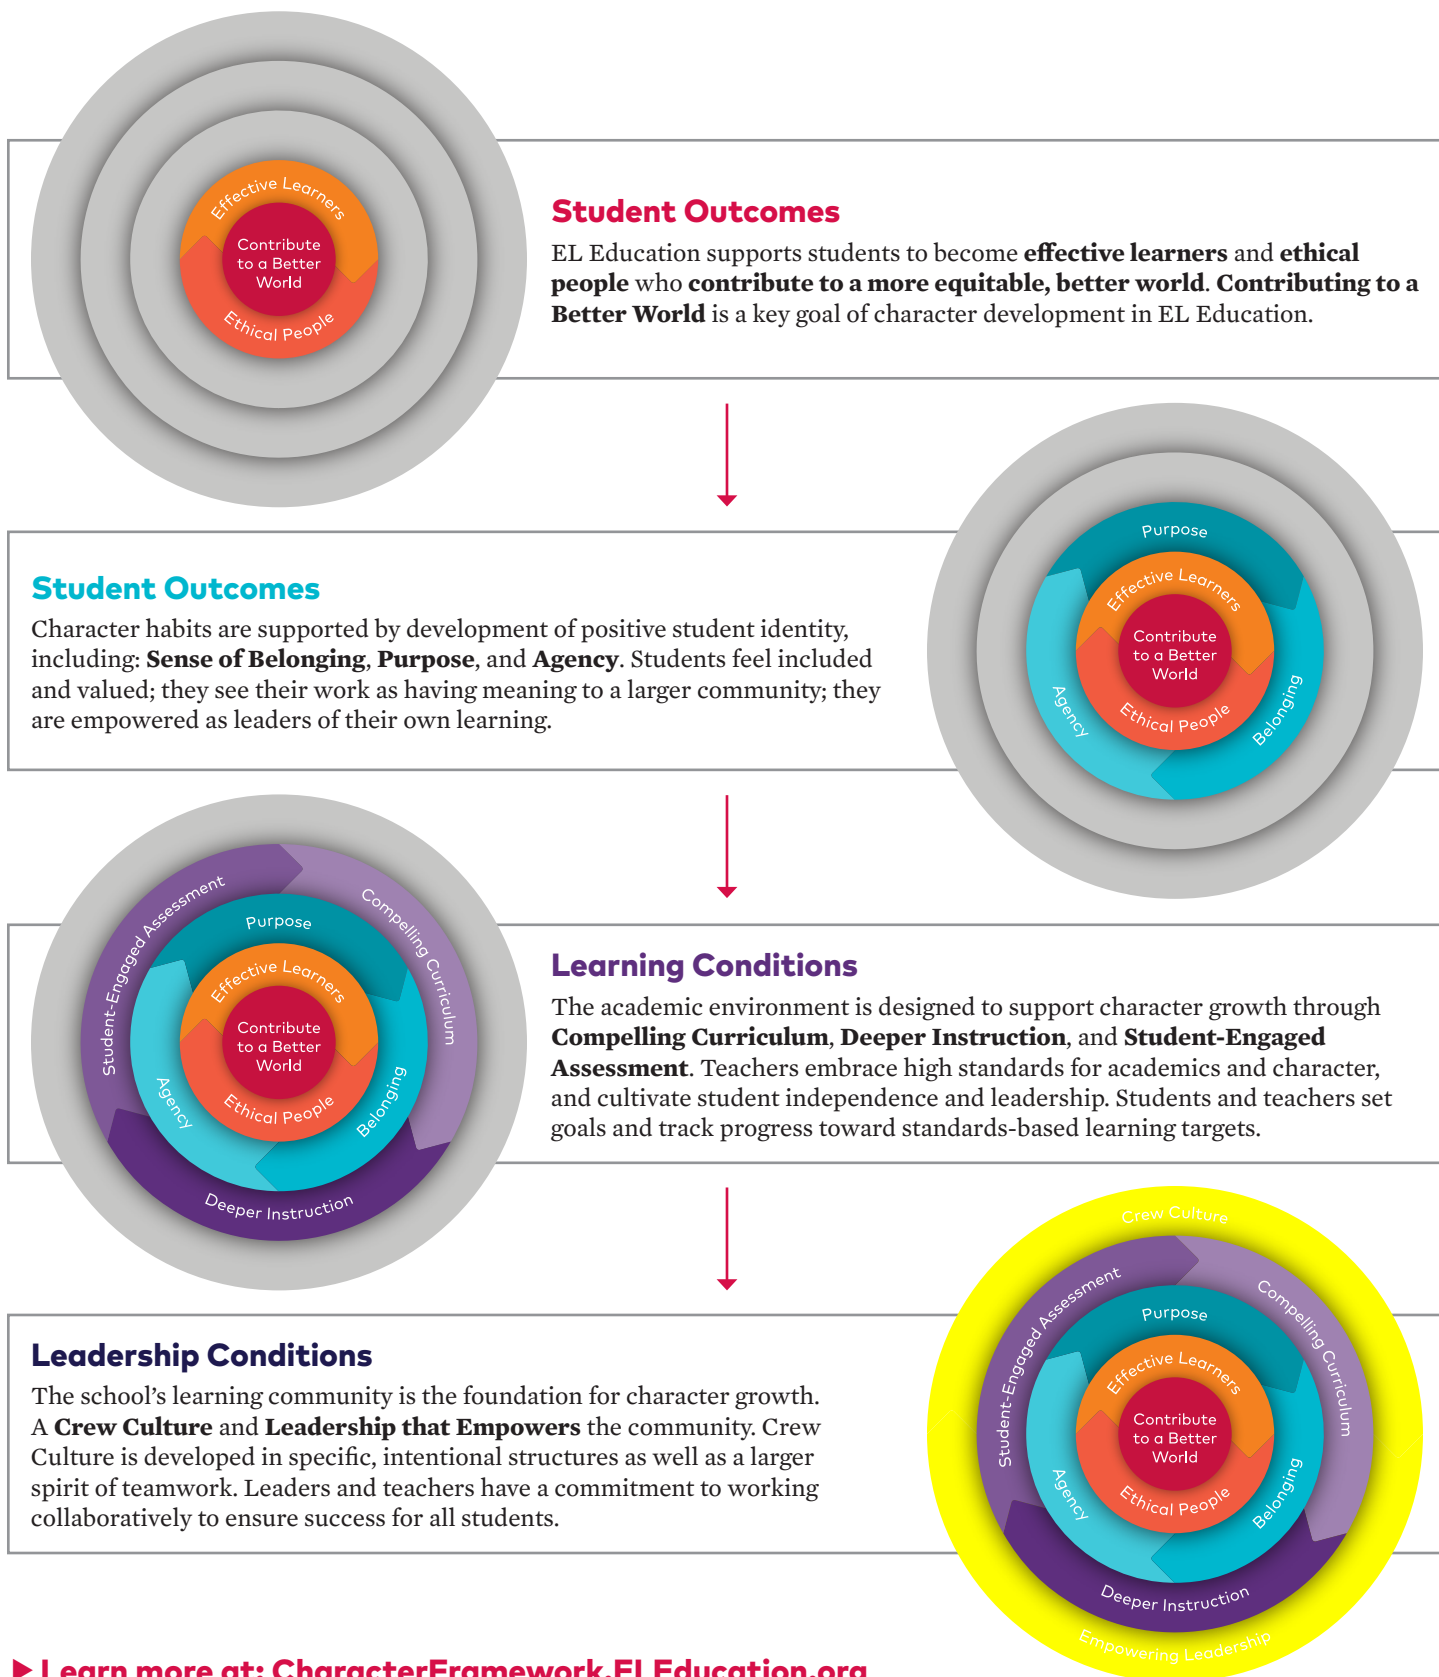 Effective Learners
Contribute
to a Better
World
Ethical People
Student Outcomes
EL Education supports students to become effective learners and ethical
people who contribute to a more equitable, better world. Contributing to a
Better World is a key goal of character development in EL Education.
Student Outcomes
Character habits are supported by development of positive student identity,
including: Sense of Belonging, Purpose, and Agency. Students feel included
and valued; they see their work as having meaning to a larger community; they
are empowered as leaders of their own learning.
Purpose
Effective Learners
Contribute
to a Better
World
Ethical People
Agency
Belonging
Student-Engaged Assessment
Compelling Curriculum
Purpose
Effective Learners
Contribute
to a Better
World
Ethical People
Agency
Belonging
Deeper Instruction
Learning Conditions
The academic environment is designed to support character growth through
Compelling Curriculum, Deeper Instruction, and Student-Engaged
Assessment. Teachers embrace high standards for academics and character,
and cultivate student independence and leadership. Students and teachers set
goals and track progress toward standards-based learning targets.
Leadership Conditions
The school’s learning community is the foundation for character growth.
A Crew Culture and Leadership that Empowers the community. Crew
Culture is developed in specific, intentional structures as well as a larger
spirit of teamwork. Leaders and teachers have a commitment to working
collaboratively to ensure success for all students.
Crew Culture
Student-Engaged Assessment
Compelling Curriculum
Purpose
Effective Learners
Contribute
to a Better
World
Ethical People
Agency
Belonging
Deeper Instruction
Empowering Leadership
▶ Learn more at: CharacterFramework.ELEducation.org